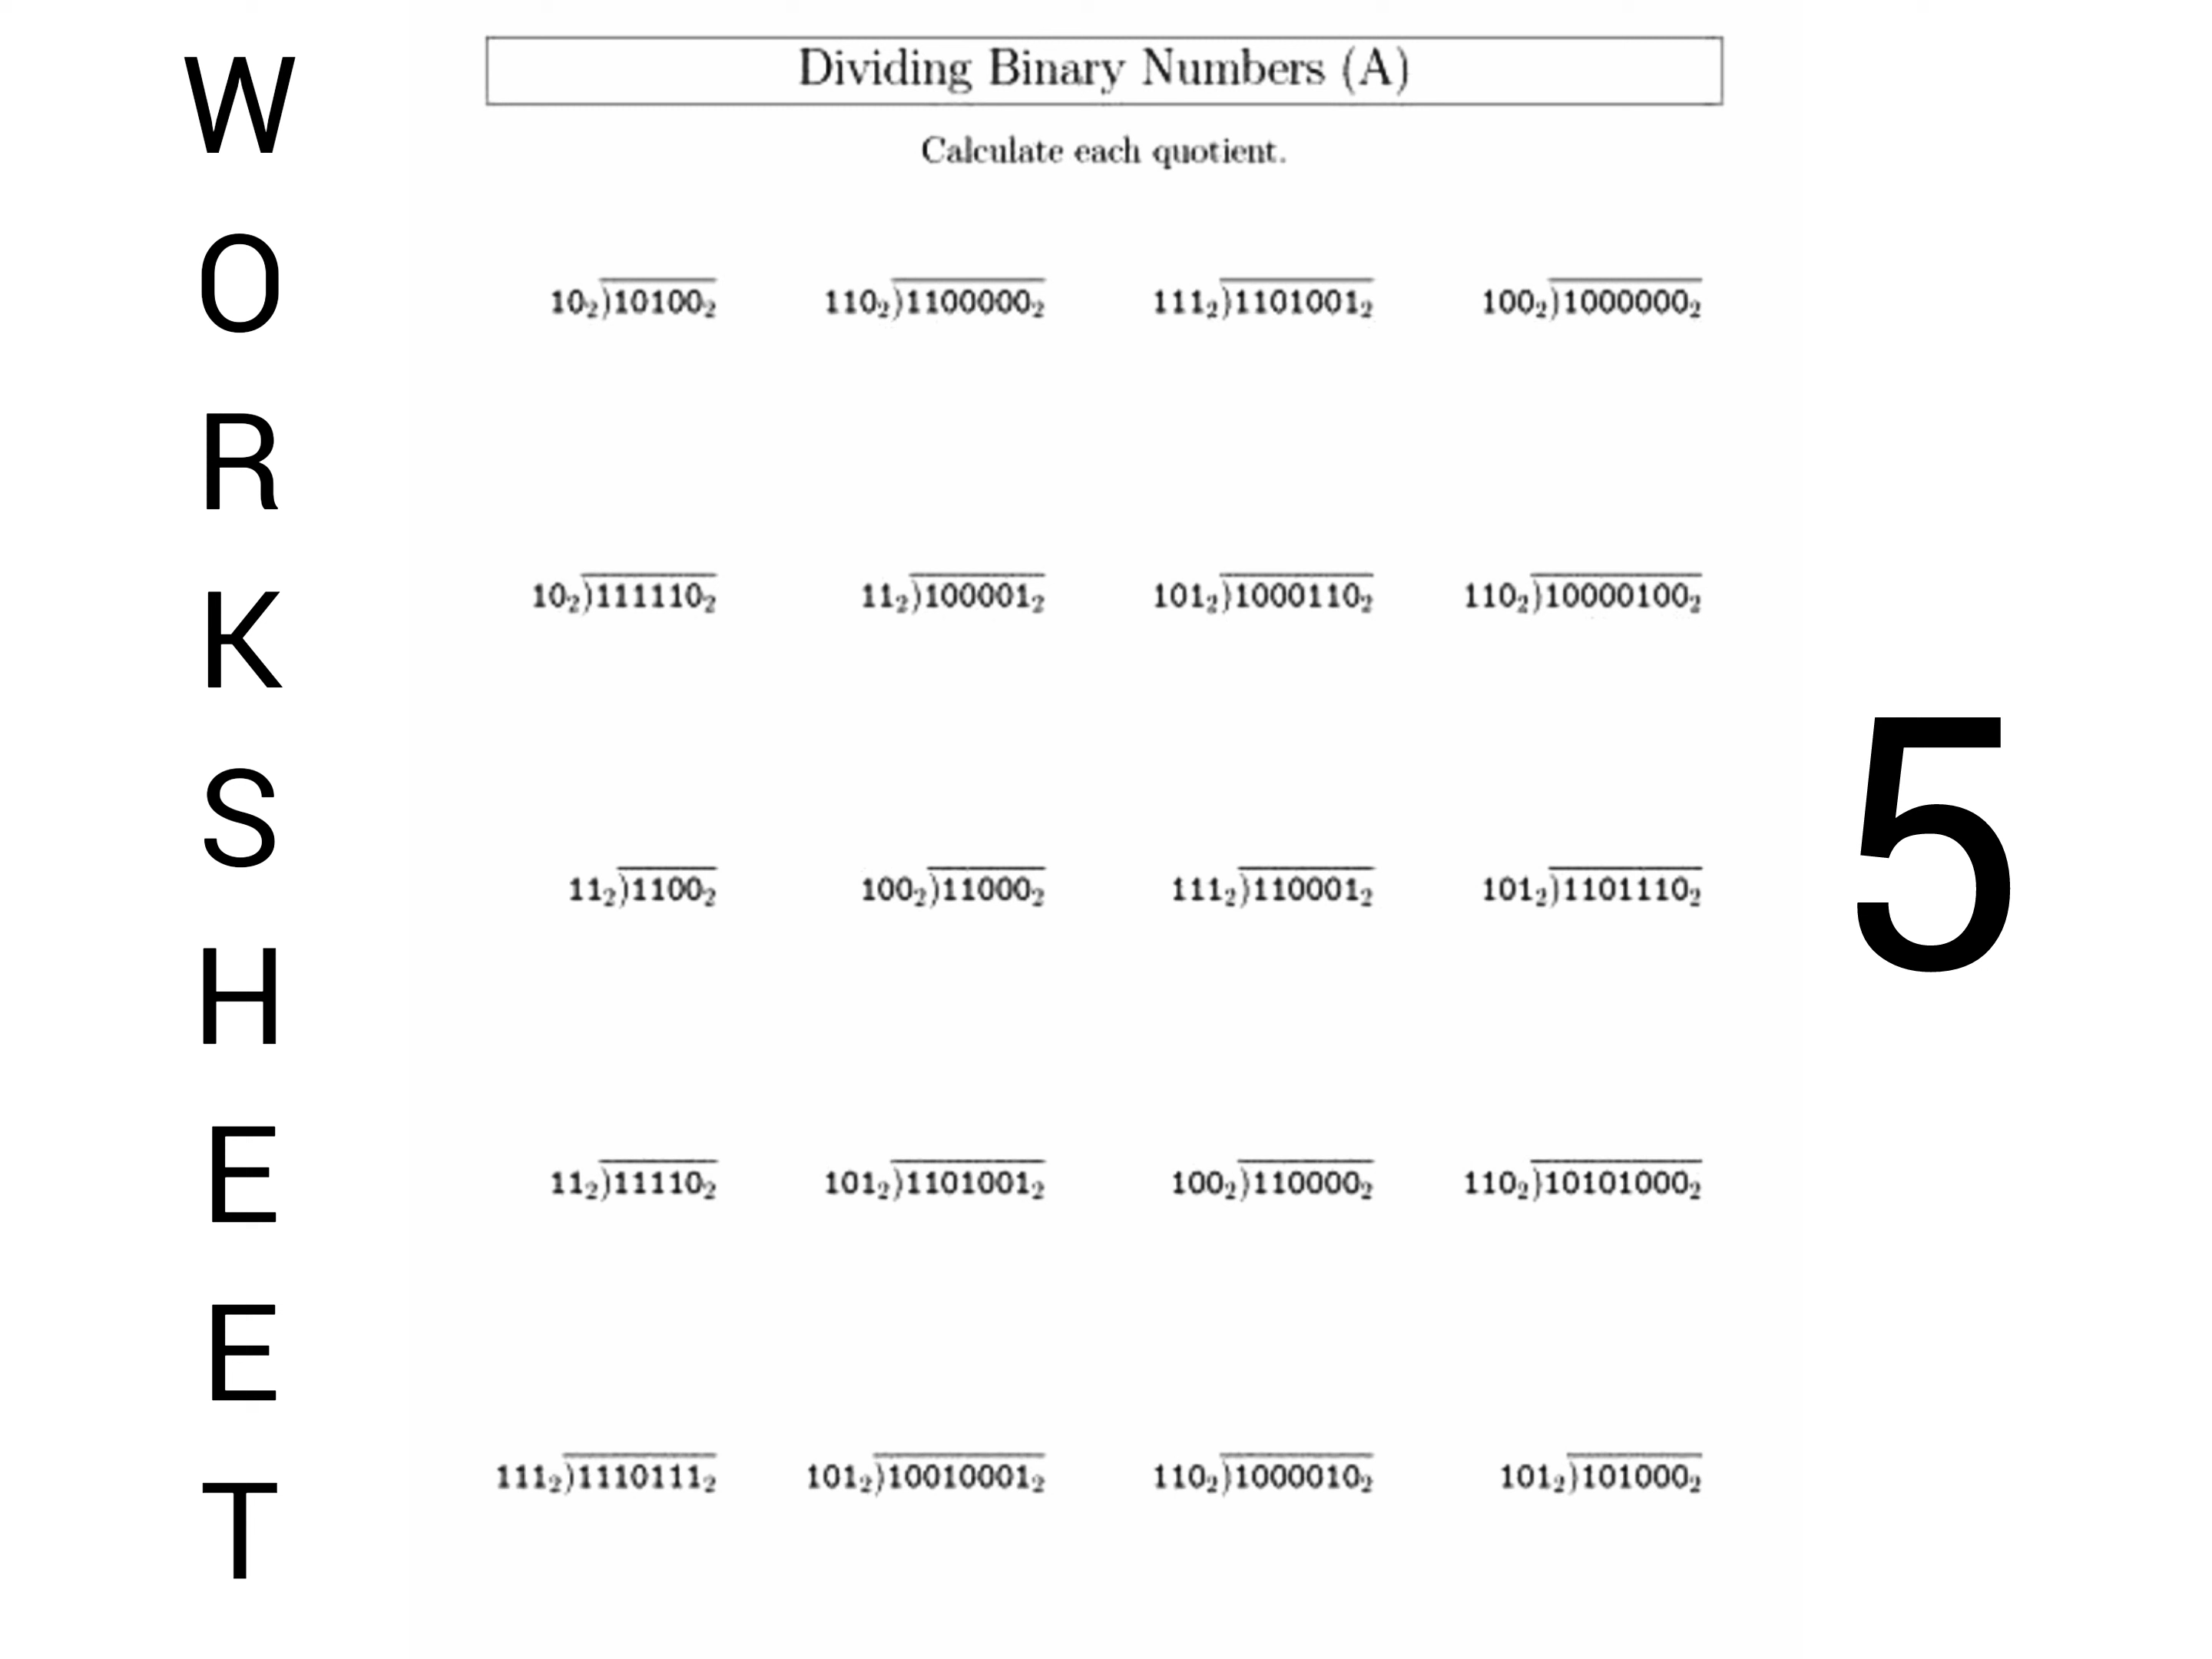 WORKSHEET
Dividing Binary Numbers (A)
Calculate each quotient.
10₂)10100₂ 110₂)1100000₂ 111₂)1101001₂ 100₂)1000000₂
10₂)111110₂ 11₂)100001₂ 101₂)1000110₂ 110₂)10000100₂
11₂)1100₂ 100₂)11000₂ 111₂)110001₂ 101₂)1101110₂
11₂)11110₂ 101₂)1101001₂ 100₂)110000₂ 110₂)10101000₂
111₂)1110111₂ 101₂)10010001₂ 110₂)1000010₂ 101₂)101000₂
5